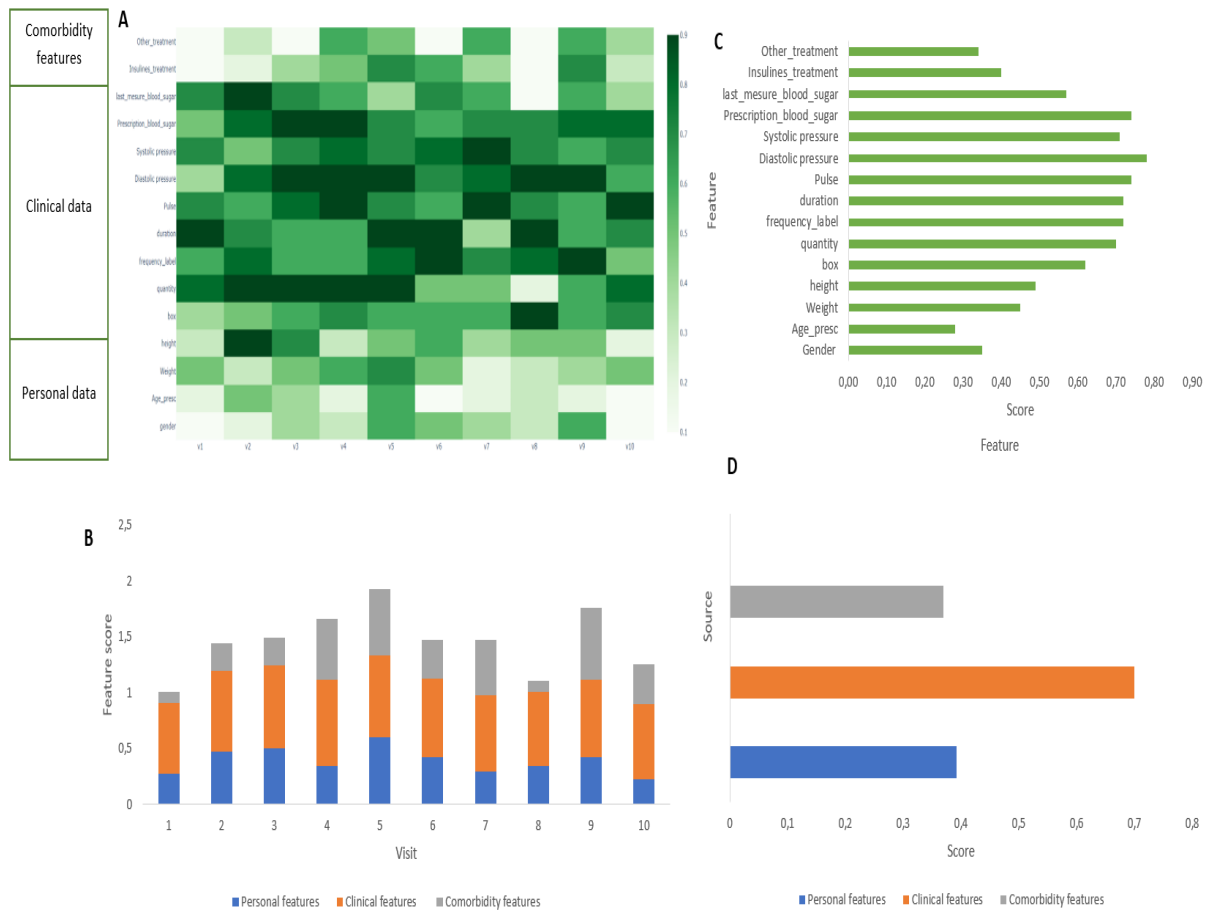 Comorbidity
features
Clinical data
Personal data
A
Other_treatment
Insulines_treatment
last_mesure_blood_sugar
Prescription_blood_sugar
Systolic pressure
Diastolic pressure
Pulse
duration
frequency_label
quantity
box
height
Weight
Age_presc
gender
v1 v2 v3 v4 v5 v6 v7 v8 v9 v10
0.9
0.8
0.7
0.6
0.5
0.4
0.3
0.2
0.1
C
Feature
Other_treatment
Insulines_treatment
last_mesure_blood_sugar
Prescription_blood_sugar
Systolic pressure
Diastolic pressure
Pulse
duration
frequency_label
quantity
box
height
Weight
Age_presc
Gender
0,00 0,10 0,20 0,30 0,40 0,50 0,60 0,70 0,80 0,90
Score
Feature
B
Feature score
2,5
2
1,5
1
0,5
0
1 2 3 4 5 6 7 8 9 10
Visit
Personal features Clinical features Comorbidity features
D
Source
0 0,1 0,2 0,3 0,4 0,5 0,6 0,7 0,8
Score
Personal features Clinical features Comorbidity features